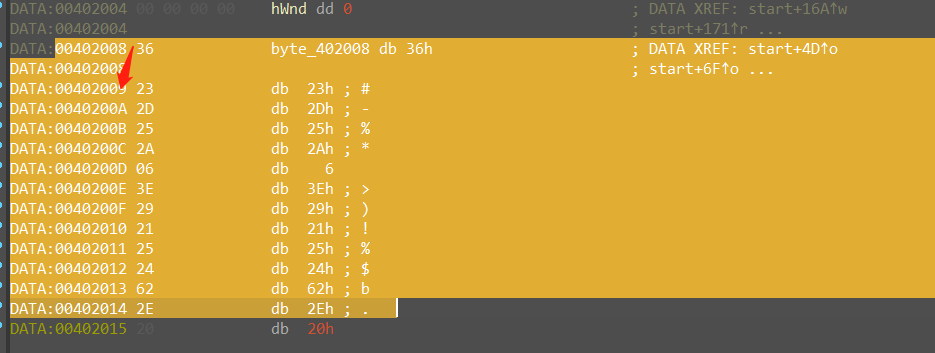 DATA:00402004 00 00 00 00 hWnd dd 0 ; DATA XREF: start+16A↑w
DATA:00402004 ; start+171↑r ...
DATA:00402008 36 byte_402008 db 36h ; DATA XREF: start+4D↑o
DATA:00402008 ; start+6F↑o ...
DATA:00402009 23 db 23h ; #
DATA:0040200A 2D db 2Dh ; -
DATA:0040200B 25 db 25h ; %
DATA:0040200C 2A db 2Ah ; *
DATA:0040200D 06 db 6
DATA:0040200E 3E db 3Eh ; >
DATA:0040200F 29 db 29h ; )
DATA:00402010 21 db 21h ; !
DATA:00402011 25 db 25h ; %
DATA:00402012 24 db 24h ; $
DATA:00402013 62 db 62h ; b
DATA:00402014 2E db 2Eh ; .
DATA:00402015 20 db 20h